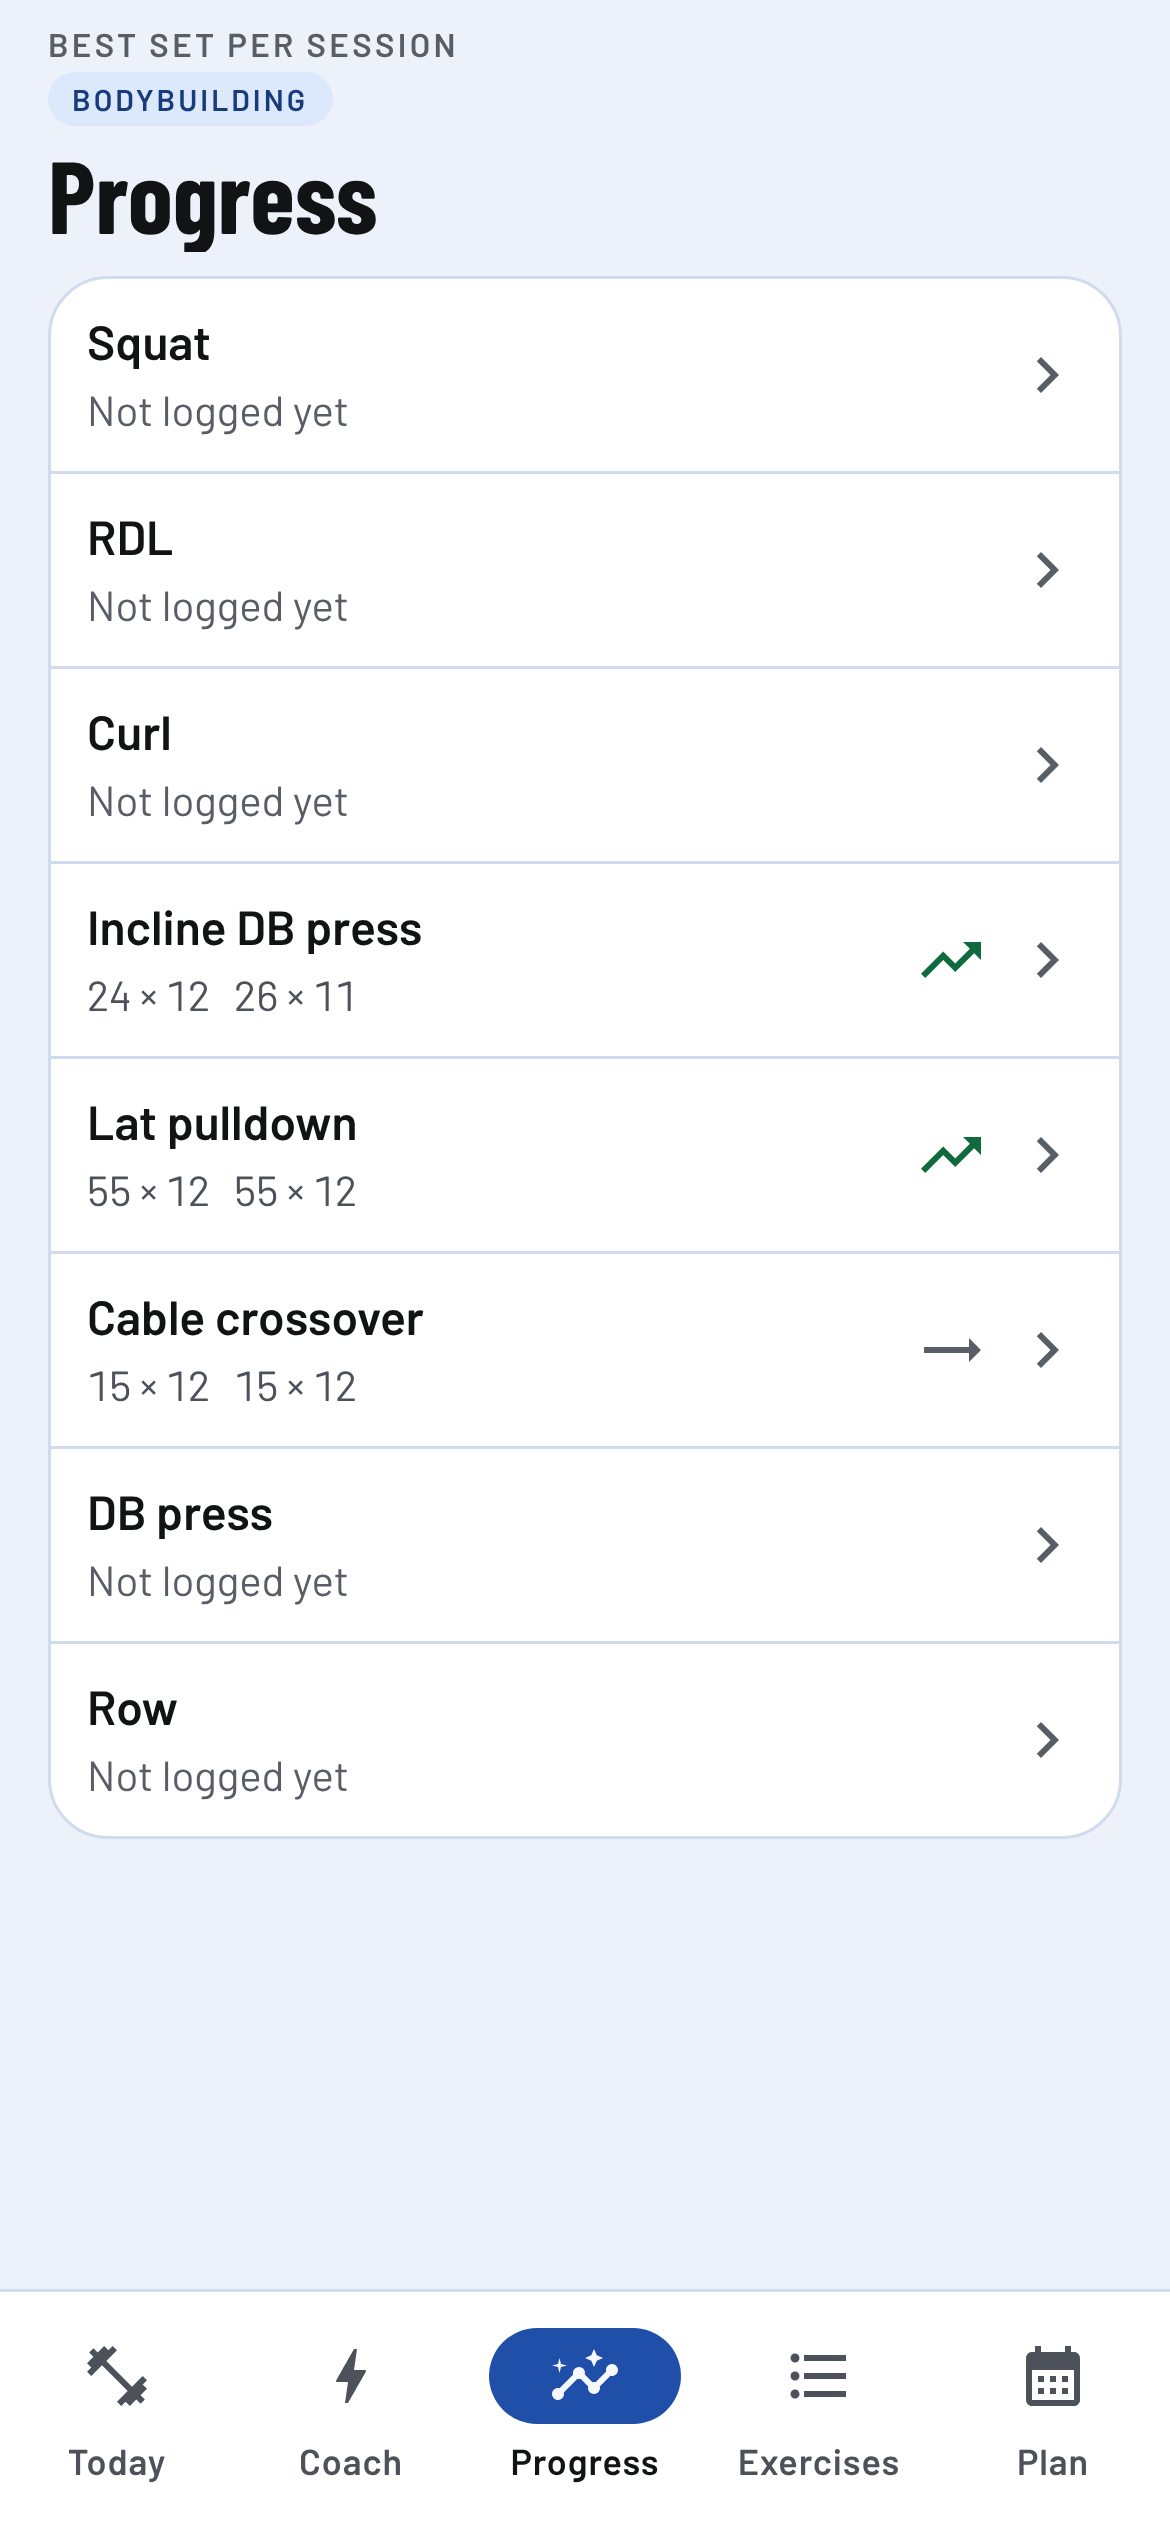 BEST SET PER SESSION
BODYBUILDING
Progress
Squat
Not logged yet
RDL
Not logged yet
Curl
Not logged yet
Incline DB press
24 × 12 26 × 11
Lat pulldown
55 × 12 55 × 12
Cable crossover
15 × 12 15 × 12
DB press
Not logged yet
Row
Not logged yet
Today Coach Progress Exercises Plan